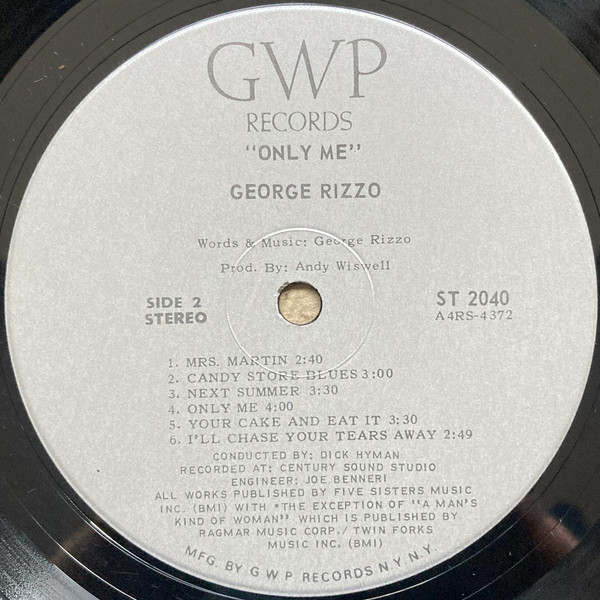 GWP
RECORDS
"ONLY ME"
GEORGE RIZZO
Words & Music: George Rizzo
Prod. By: Andy Wiswell
SIDE 2
STEREO
ST 2040
A4RS-4372
1. MRS. MARTIN 2:40
2. CANDY STORE BLUES 3:00
3. NEXT SUMMER 3:30
4. ONLY ME 4:00
5. YOUR CAKE AND EAT IT 3:30
6. I'LL CHASE YOUR TEARS AWAY 2:49
CONDUCTED BY: DICK HYMAN
RECORDED AT: CENTURY SOUND STUDIO
ENGINEER: JOE BENNERI
ALL WORKS PUBLISHED BY FIVE SISTERS MUSIC
INC. (BMI) WITH *THE EXCEPTION OF "A MAN'S
KIND OF WOMAN" WHICH IS PUBLISHED BY
RAGMAR MUSIC CORP./ TWIN FORKS
MUSIC INC. (BMI)
MFG. BY G W P RECORDS N.Y. N.Y.